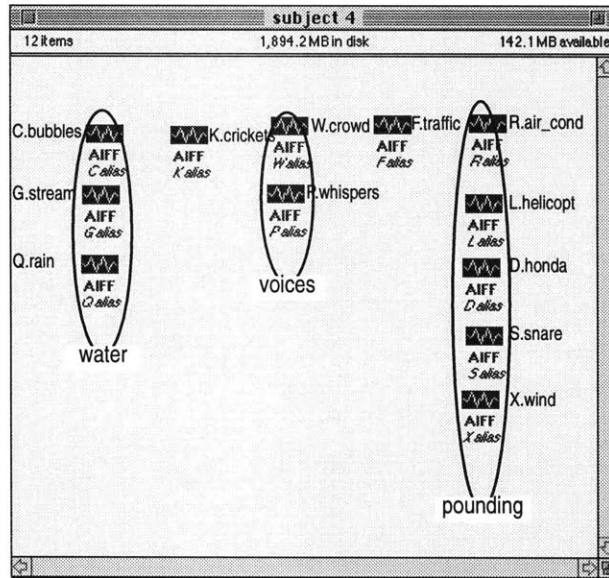 subject 4
12 items 1,894.2 MB in disk 142.1 MB available
C.bubbles K.crickets W.crowd F.traffic R.air_cond
AIFF AIFF AIFF AIFF AIFF
C alias K alias W alias F alias R alias
G.stream P.whispers L.helicopt
AIFF AIFF AIFF
G alias P alias L alias
Q.rain D.honda
AIFF AIFF
Q alias D alias
voices
S.snare
AIFF
S alias
water
X.wind
AIFF
X alias
pounding